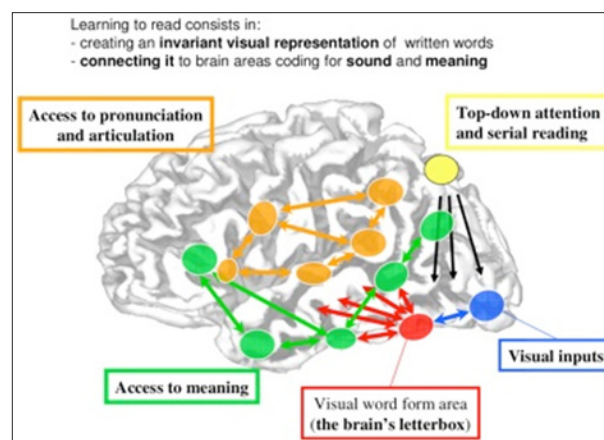 Learning to read consists in:
- creating an invariant visual representation of written words
- connecting it to brain areas coding for sound and meaning
Access to pronunciation
and articulation
Top-down attention
and serial reading
Access to meaning
Visual word form area
(the brain's letterbox)
Visual inputs